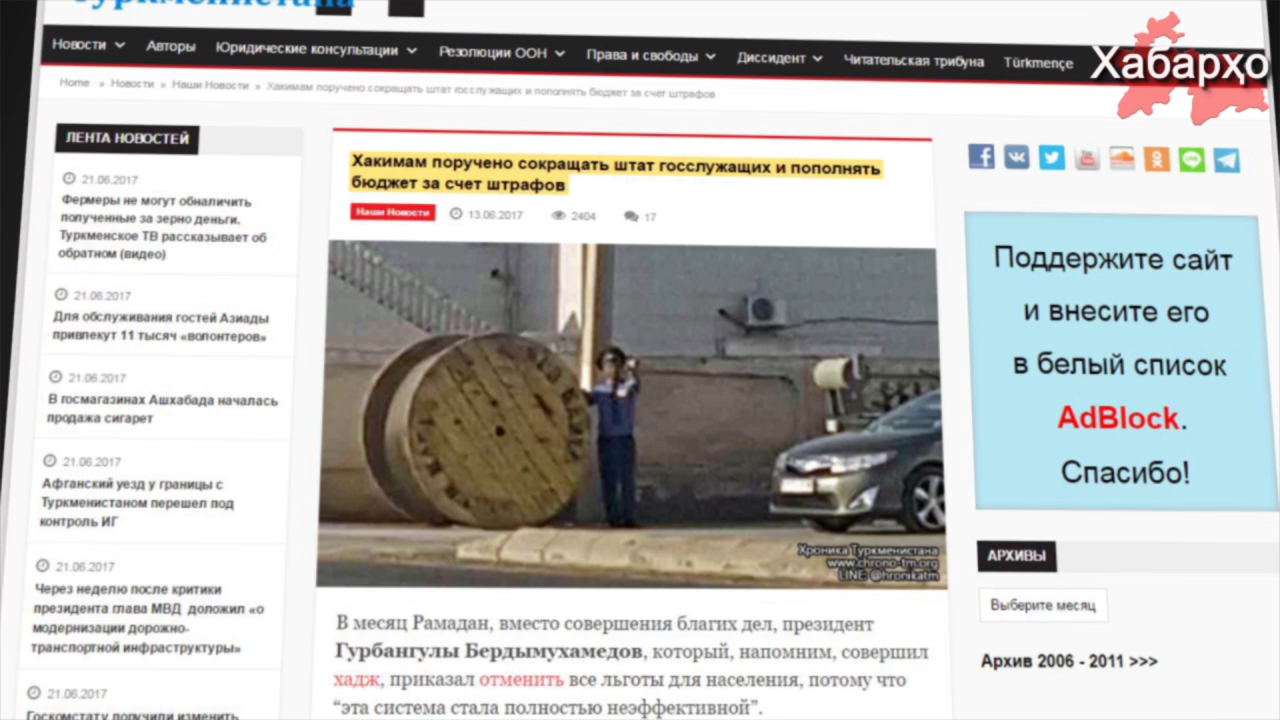 Туркменистана
Новости
Авторы
Юридические консультации
Резолюции ООН
Права и свободы
Диссидент
Читательская трибуна
Türkmençe
Хабарҳо
Home » Новости » Наши Новости » Хакимам поручено сокращать штат госслужащих и пополнять бюджет за счет штрафов
ЛЕНТА НОВОСТЕЙ
21.06.2017
Фермеры не могут обналичить
полученные за зерно деньги.
Туркменское ТВ рассказывает об
обратном (видео)
21.06.2017
Для обслуживания гостей Азиады
привлекут 11 тысяч «волонтеров»
21.06.2017
В госмагазинах Ашхабада началась
продажа сигарет
21.06.2017
Афганский уезд у границы с
Туркменистаном перешел под
контроль ИГ
21.06.2017
Через неделю после критики
президента глава МВД доложил «о
модернизации дорожно-
транспортной инфраструктуры»
21.06.2017
Госкомстату поручили изменить
Хакимам поручено сокращать штат госслужащих и пополнять
бюджет за счет штрафов
Наши Новости
13.06.2017
2404
17
Хроника Туркменистана
www.chrono-tm.org
LINE: @hronikatm
В месяц Рамадан, вместо совершения благих дел, президент
Гурбангулы Бердымухамедов, который, напомним, совершил
хадж, приказал отменить все льготы для населения, потому что
“эта система стала полностью неэффективной”.
Поддержите сайт
и внесите его
в белый список
AdBlock.
Спасибо!
АРХИВЫ
Выберите месяц
Архив 2006 - 2011 >>>